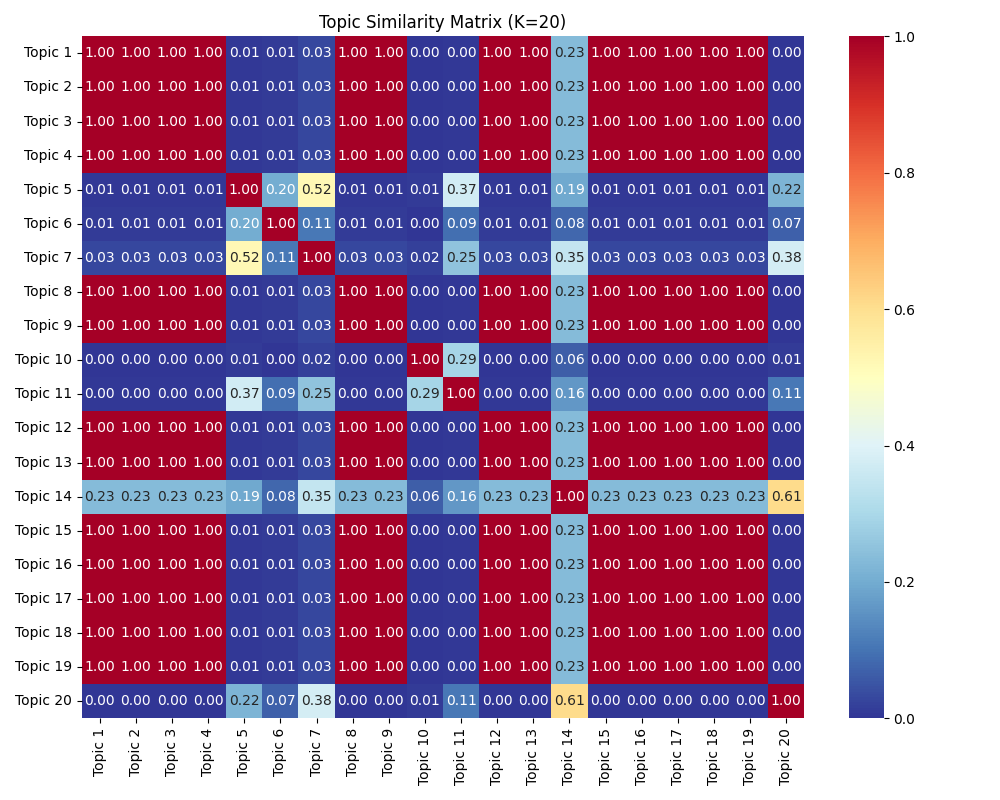 Topic Similarity Matrix (K=20)
Topic 1 1.00 1.00 1.00 1.00 0.01 0.01 0.03 1.00 1.00 0.00 0.00 1.00 1.00 0.23 1.00 1.00 1.00 1.00 1.00 0.00
Topic 2 1.00 1.00 1.00 1.00 0.01 0.01 0.03 1.00 1.00 0.00 0.00 1.00 1.00 0.23 1.00 1.00 1.00 1.00 1.00 0.00
Topic 3 1.00 1.00 1.00 1.00 0.01 0.01 0.03 1.00 1.00 0.00 0.00 1.00 1.00 0.23 1.00 1.00 1.00 1.00 1.00 0.00
Topic 4 1.00 1.00 1.00 1.00 0.01 0.01 0.03 1.00 1.00 0.00 0.00 1.00 1.00 0.23 1.00 1.00 1.00 1.00 1.00 0.00
Topic 5 0.01 0.01 0.01 0.01 1.00 0.20 0.52 0.01 0.01 0.01 0.37 0.01 0.01 0.19 0.01 0.01 0.01 0.01 0.01 0.22
Topic 6 0.01 0.01 0.01 0.01 0.20 1.00 0.11 0.01 0.01 0.00 0.09 0.01 0.01 0.08 0.01 0.01 0.01 0.01 0.01 0.07
Topic 7 0.03 0.03 0.03 0.03 0.52 0.11 1.00 0.03 0.03 0.02 0.25 0.03 0.03 0.35 0.03 0.03 0.03 0.03 0.03 0.38
Topic 8 1.00 1.00 1.00 1.00 0.01 0.01 0.03 1.00 1.00 0.00 0.00 1.00 1.00 0.23 1.00 1.00 1.00 1.00 1.00 0.00
Topic 9 1.00 1.00 1.00 1.00 0.01 0.01 0.03 1.00 1.00 0.00 0.00 1.00 1.00 0.23 1.00 1.00 1.00 1.00 1.00 0.00
Topic 10 0.00 0.00 0.00 0.00 0.01 0.00 0.02 0.00 0.00 1.00 0.29 0.00 0.00 0.06 0.00 0.00 0.00 0.00 0.00 0.01
Topic 11 0.00 0.00 0.00 0.00 0.37 0.09 0.25 0.00 0.00 0.29 1.00 0.00 0.00 0.16 0.00 0.00 0.00 0.00 0.00 0.11
Topic 12 1.00 1.00 1.00 1.00 0.01 0.01 0.03 1.00 1.00 0.00 0.00 1.00 1.00 0.23 1.00 1.00 1.00 1.00 1.00 0.00
Topic 13 1.00 1.00 1.00 1.00 0.01 0.01 0.03 1.00 1.00 0.00 0.00 1.00 1.00 0.23 1.00 1.00 1.00 1.00 1.00 0.00
Topic 14 0.23 0.23 0.23 0.23 0.19 0.08 0.35 0.23 0.23 0.06 0.16 0.23 0.23 1.00 0.23 0.23 0.23 0.23 0.23 0.61
Topic 15 1.00 1.00 1.00 1.00 0.01 0.01 0.03 1.00 1.00 0.00 0.00 1.00 1.00 0.23 1.00 1.00 1.00 1.00 1.00 0.00
Topic 16 1.00 1.00 1.00 1.00 0.01 0.01 0.03 1.00 1.00 0.00 0.00 1.00 1.00 0.23 1.00 1.00 1.00 1.00 1.00 0.00
Topic 17 1.00 1.00 1.00 1.00 0.01 0.01 0.03 1.00 1.00 0.00 0.00 1.00 1.00 0.23 1.00 1.00 1.00 1.00 1.00 0.00
Topic 18 1.00 1.00 1.00 1.00 0.01 0.01 0.03 1.00 1.00 0.00 0.00 1.00 1.00 0.23 1.00 1.00 1.00 1.00 1.00 0.00
Topic 19 1.00 1.00 1.00 1.00 0.01 0.01 0.03 1.00 1.00 0.00 0.00 1.00 1.00 0.23 1.00 1.00 1.00 1.00 1.00 0.00
Topic 20 0.00 0.00 0.00 0.00 0.22 0.07 0.38 0.00 0.00 0.01 0.11 0.00 0.00 0.61 0.00 0.00 0.00 0.00 0.00 1.00
Topic 1
Topic 2
Topic 3
Topic 4
Topic 5
Topic 6
Topic 7
Topic 8
Topic 9
Topic 10
Topic 11
Topic 12
Topic 13
Topic 14
Topic 15
Topic 16
Topic 17
Topic 18
Topic 19
Topic 20
1.0
0.8
0.6
0.4
0.2
0.0